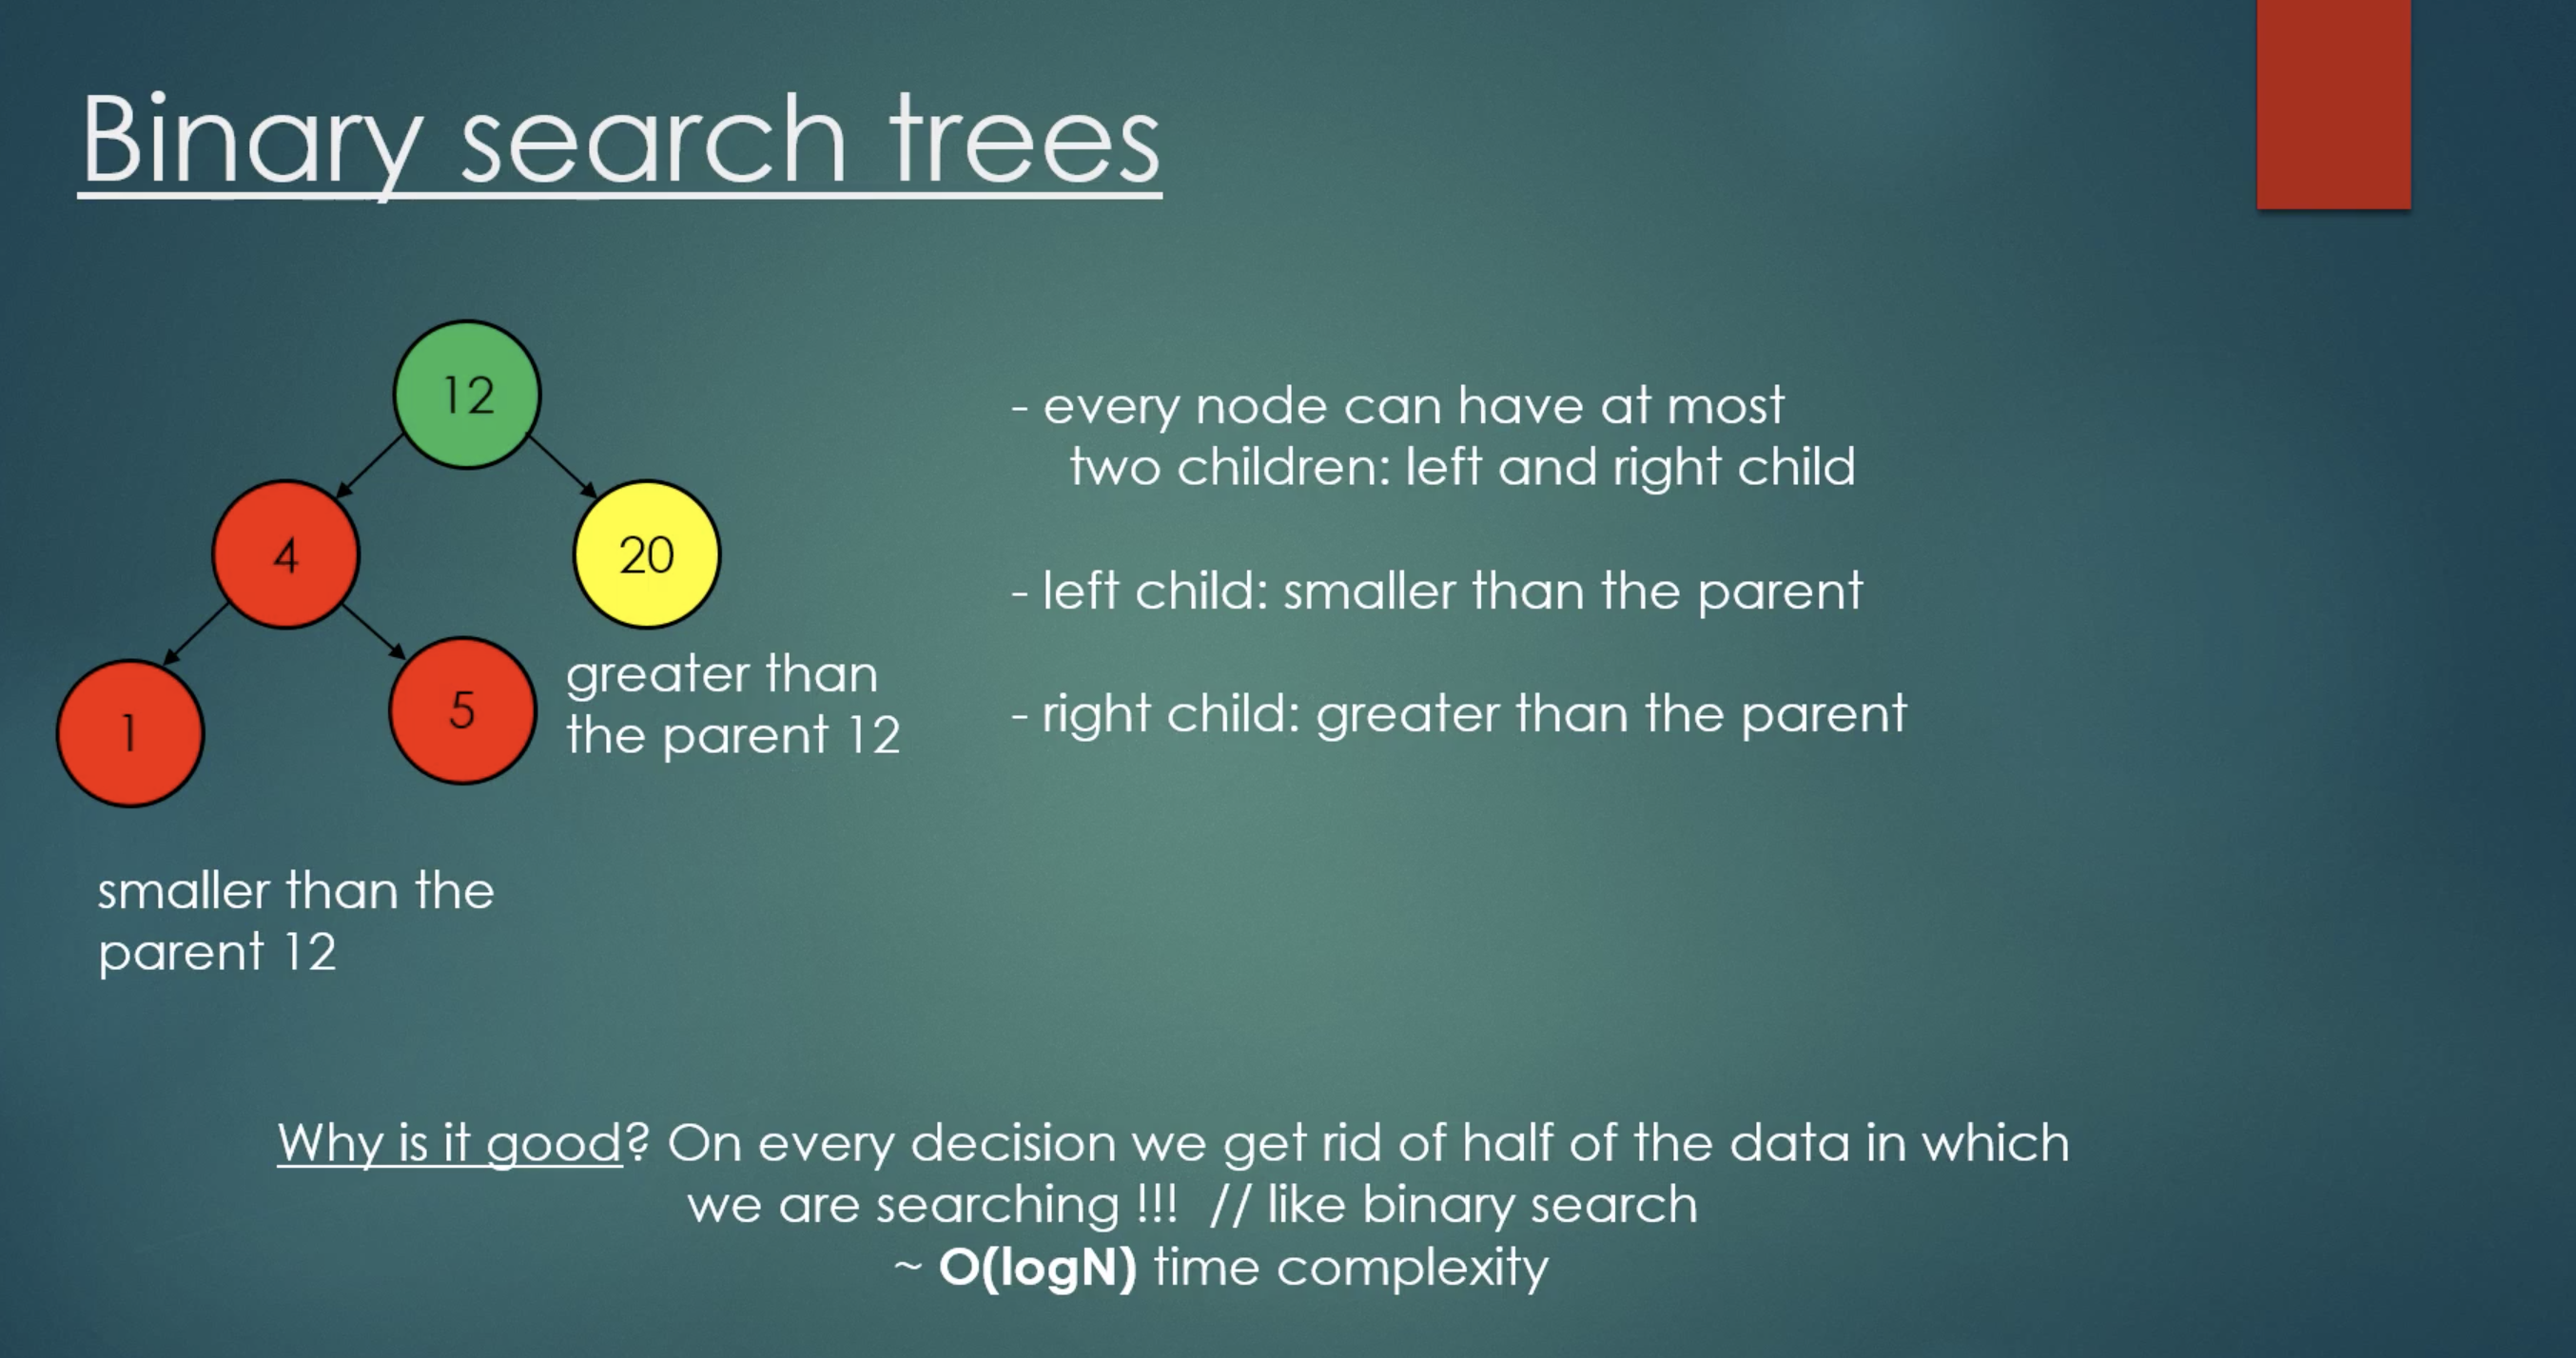 Binary search trees
12
4
20
1
5
greater than
the parent 12
smaller than the
parent 12
- every node can have at most
two children: left and right child
- left child: smaller than the parent
- right child: greater than the parent
Why is it good? On every decision we get rid of half of the data in which
we are searching !!! // like binary search
~ O(logN) time complexity